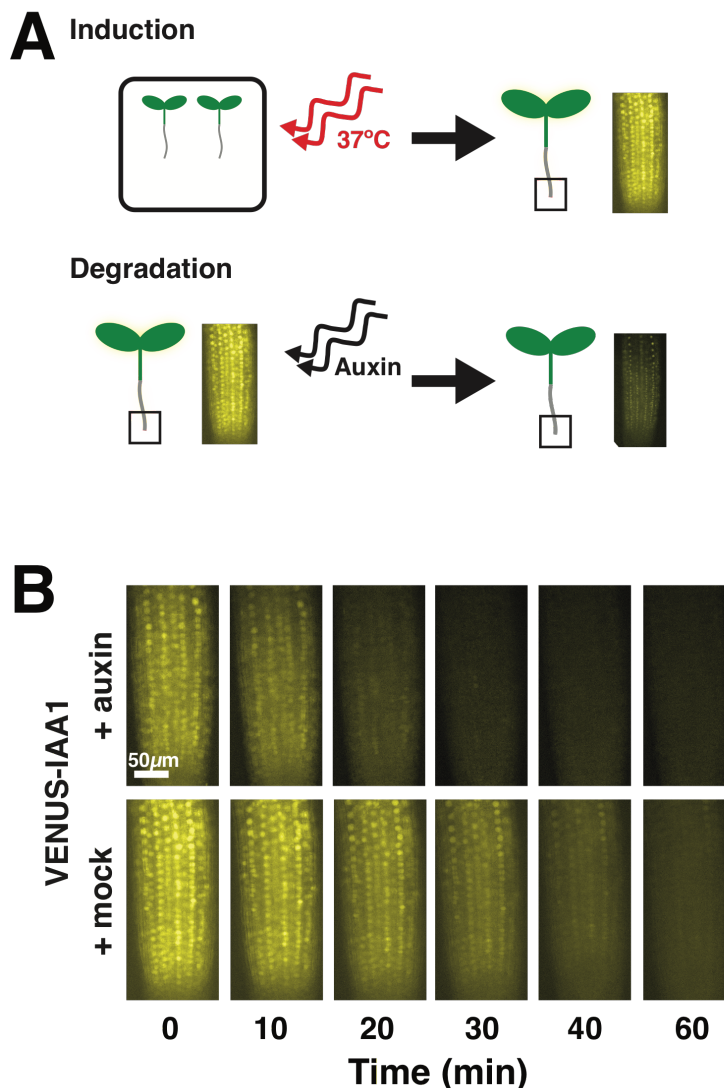 A
Induction
37ºC
Degradation
Auxin
B
VENUS-IAA1
+ auxin
50µm
+ mock
0 10 20 30 40 60
Time (min)